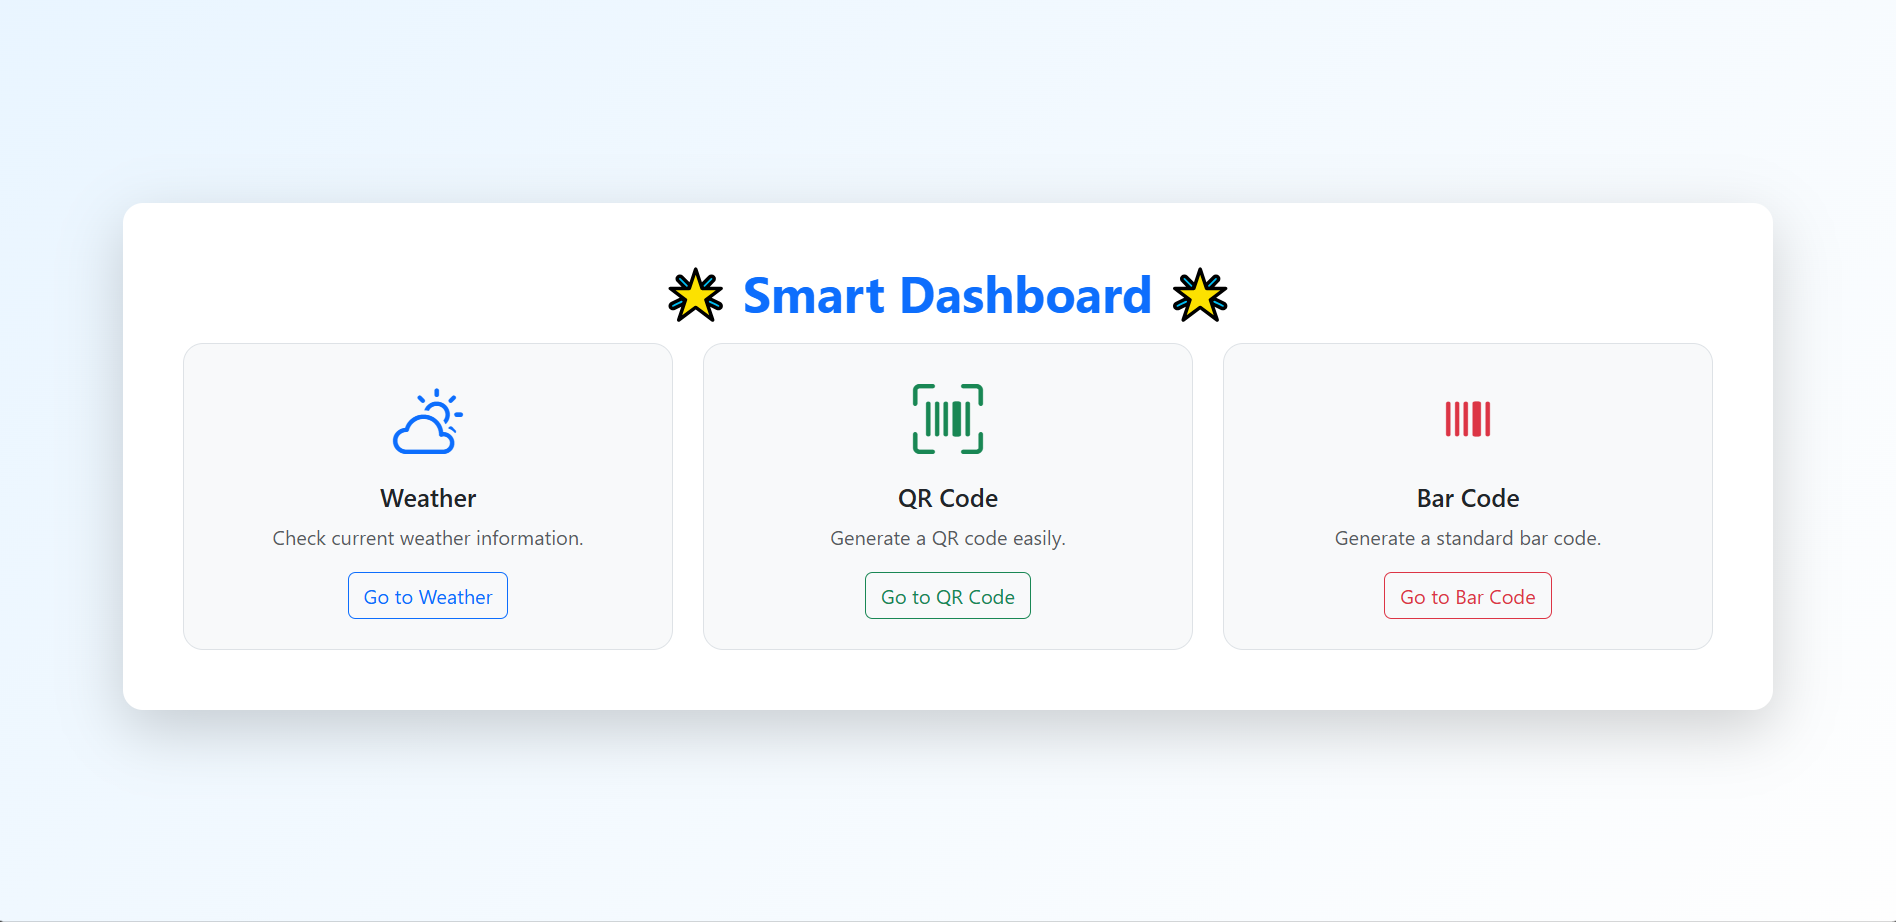 🌟 Smart Dashboard 🌟
Weather
Check current weather information.
Go to Weather
QR Code
Generate a QR code easily.
Go to QR Code
Bar Code
Generate a standard bar code.
Go to Bar Code